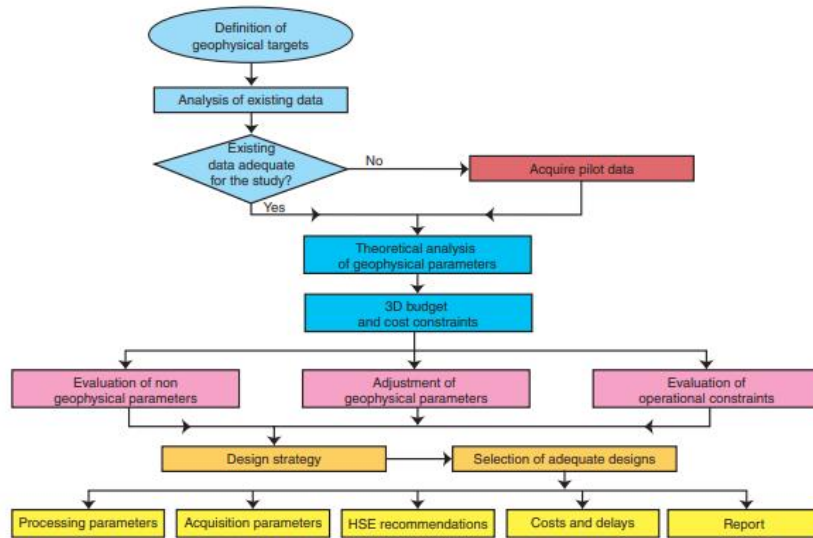 Definition of
geophysical targets
Analysis of existing data
Existing
data adequate
for the study?
No
Acquire pilot data
Yes
Theoretical analysis
of geophysical parameters
3D budget
and cost constraints
Evaluation of non
geophysical parameters
Adjustment of
geophysical parameters
Evaluation of
operational constraints
Design strategy
Selection of adequate designs
Processing parameters
Acquisition parameters
HSE recommendations
Costs and delays
Report